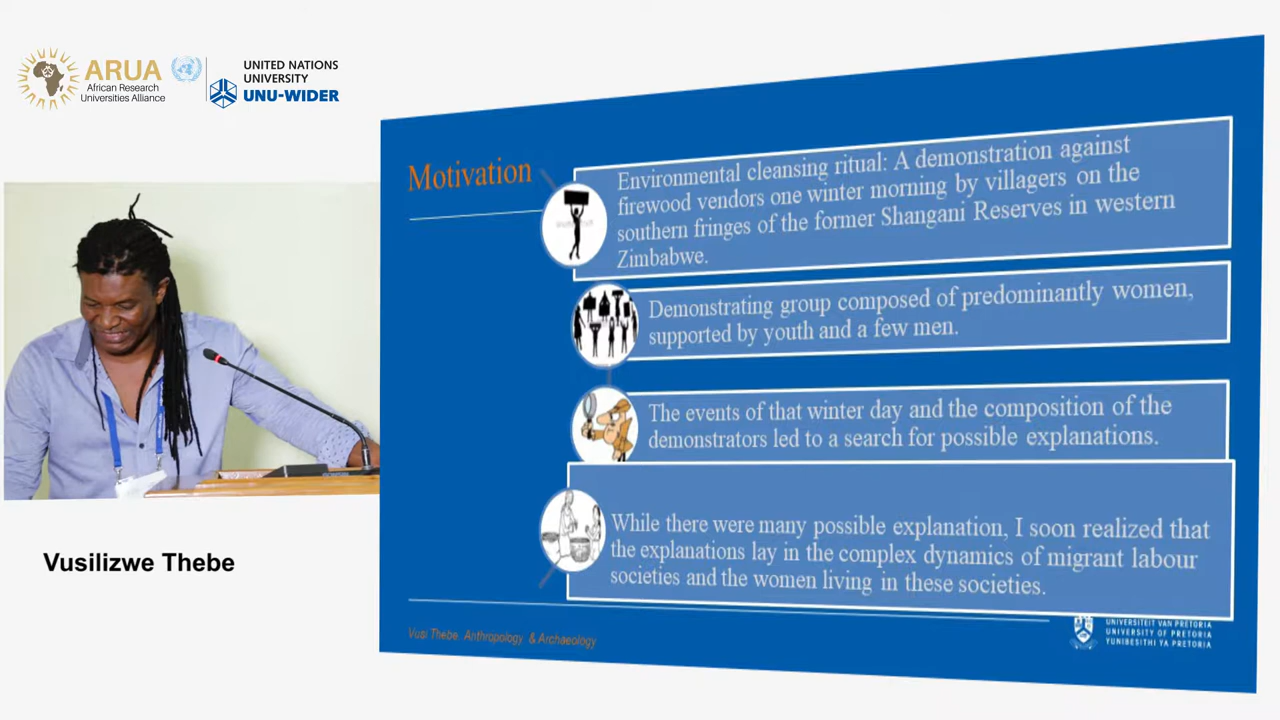 ARUA
African Research
Universities Alliance
UNITED NATIONS
UNIVERSITY
UNU-WIDER
Motivation
Environmental cleansing ritual: A demonstration against
firewood vendors one winter morning by villagers on the
southern fringes of the former Shangani Reserves in western
Zimbabwe.
Demonstrating group composed of predominantly women,
supported by youth and a few men.
The events of that winter day and the composition of the
demonstrators led to a search for possible explanations.
While there were many possible explanation, I soon realized that
the explanations lay in the complex dynamics of migrant labour
societies and the women living in these societies.
Vusilizwe Thebe
Vusi Thebe Anthropology & Archaeology
UNIVERSITEIT VAN PRETORIA
UNIVERSITY OF PRETORIA
YUNIBESITHI YA PRETORIA